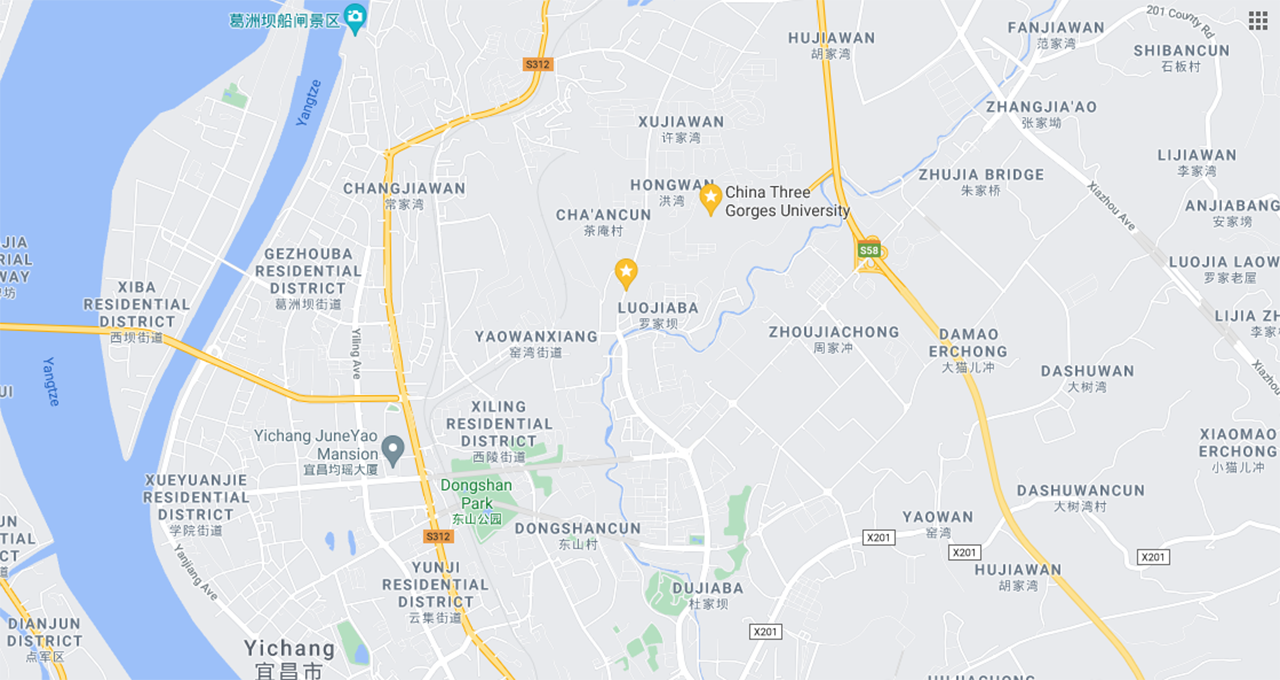 葛洲坝船闸景区
201 County Rd
FANJIAWAN
范家湾
HUJIAWAN
胡家湾
SHIBANCUN
石板村
S312
Yangtze
XUJIAWAN
许家湾
ZHANGJIA'AO
张家坳
LIJIAWAN
李家湾
CHANGJIAWAN
常家湾
HONGWAN
洪湾
China Three
Gorges University
ZHUJIA BRIDGE
朱家桥
Xiazhou Ave
ANJIABANG
安家塝
CHA'ANCUN
茶庵村
JIA
RIAL
WAY
坊
GEZHOUBA
RESIDENTIAL
DISTRICT
葛洲坝街道
S58
LUOJIA LAOW
罗家老屋
XIBA
RESIDENTIAL
DISTRICT
西坝街道
LUOJIABA
罗家坝
LIJIA ZH
李家
YAOWANXIANG
窑湾街道
Yiling Ave
ZHOUJIACHONG
周家冲
DAMAO
ERCHONG
大猫儿冲
Yangtze
UI
DASHUWAN
大树湾
Xiazhou
XILING
RESIDENTIAL
DISTRICT
西陵街道
Yichang JuneYao
Mansion
宜昌均瑶大厦
XIAOMAO
ERCHONG
小猫儿冲
XUEYUANJIE
RESIDENTIAL
DISTRICT
学院街道
Dongshan
Park
东山公园
DASHUWANCUN
大树湾村
DONGSHANCUN
东山村
YAOWAN
窑湾
UN
TIAL
CT
道
S312
X201
X201
X201
Yanjiang Ave
YUNJI
RESIDENTIAL
DISTRICT
云集街道
HUJIAWAN
胡家湾
DUJIABA
杜家坝
DIANJUN
DISTRICT
点军区
X201
Yichang
宜昌市